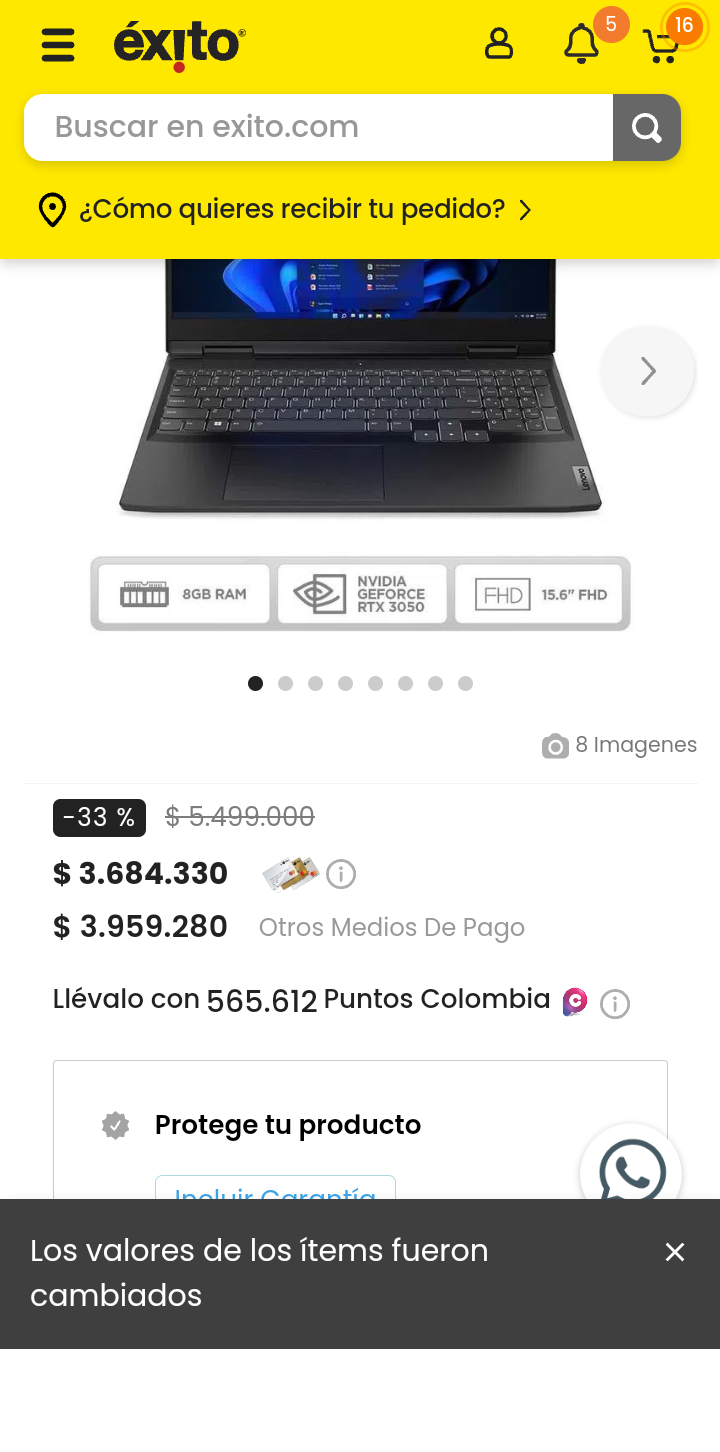 éxito®
5
16
Buscar en exito.com
¿Cómo quieres recibir tu pedido?
Lenovo
8GB RAM
NVIDIA
GEFORCE
RTX 3050
FHD
15.6" FHD
8 Imagenes
-33 %
$ 5.499.000
$ 3.684.330
$ 3.959.280
Otros Medios De Pago
Llévalo con 565.612 Puntos Colombia
Protege tu producto
Incluir Garantía
Los valores de los ítems fueron
cambiados